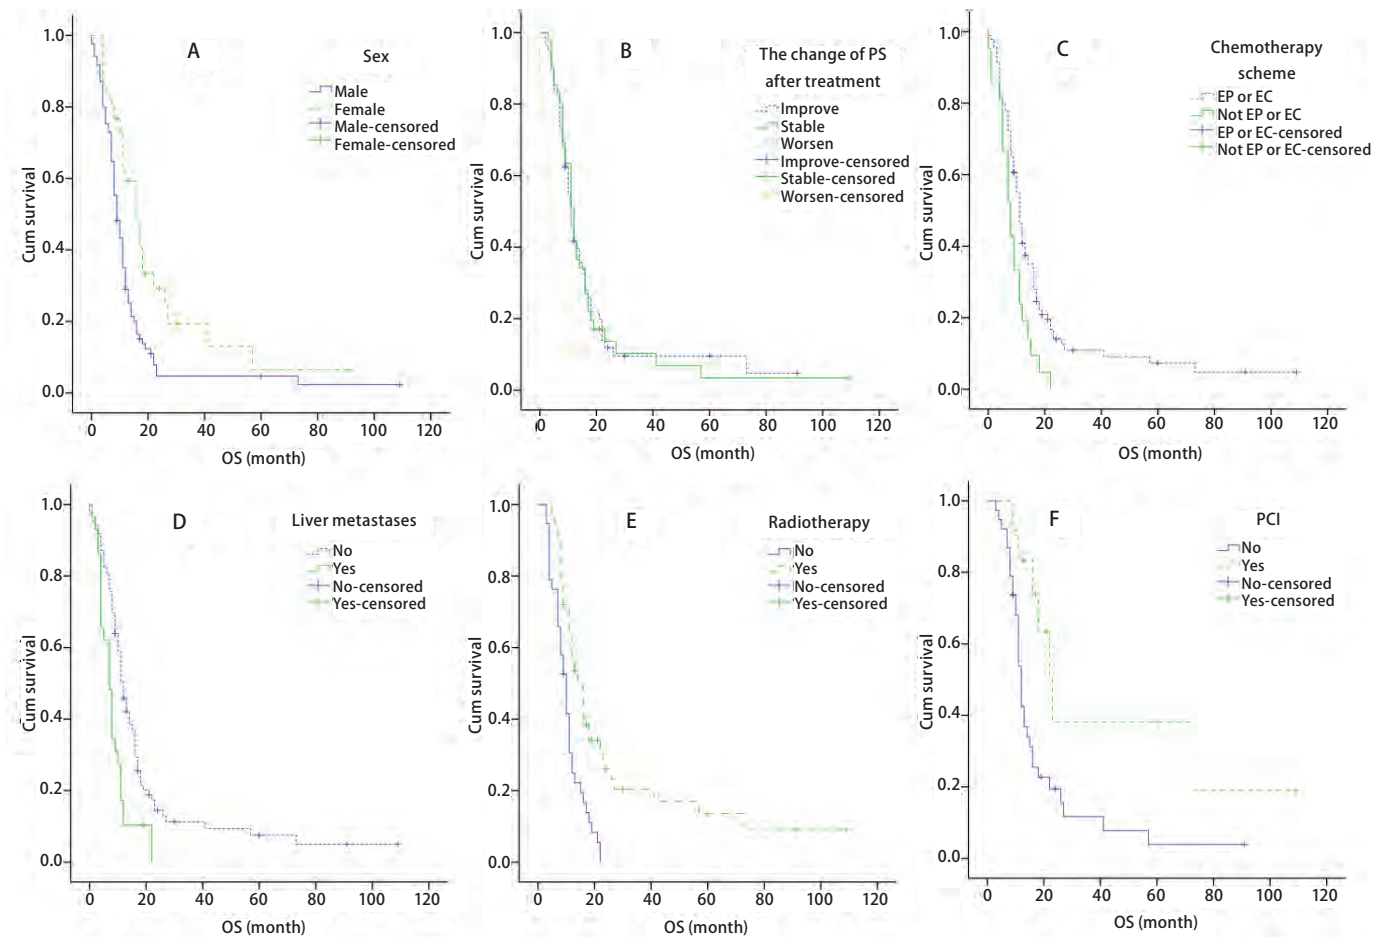 A
Sex
Male
Female
Male-censored
Female-censored
1.0
0.8
0.6
0.4
0.2
0.0
Cum survival
0 20 40 60 80 100 120
OS (month)
B
The change of PS
after treatment
Improve
Stable
Worsen
Improve-censored
Stable-censored
Worsen-censored
1.0
0.8
0.6
0.4
0.2
0.0
Cum survival
0 20 40 60 80 100 120
OS (month)
C
Chemotherapy
scheme
EP or EC
Not EP or EC
EP or EC-censored
Not EP or EC-censored
1.0
0.8
0.6
0.4
0.2
0.0
Cum survival
0 20 40 60 80 100 120
OS (month)
D
Liver metastases
No
Yes
No-censored
Yes-censored
1.0
0.8
0.6
0.4
0.2
0.0
Cum survival
0 20 40 60 80 100 120
OS (month)
E
Radiotherapy
No
Yes
No-censored
Yes-censored
1.0
0.8
0.6
0.4
0.2
0.0
Cum survival
0 20 40 60 80 100 120
OS (month)
F
PCI
No
Yes
No-censored
Yes-censored
1.0
0.8
0.6
0.4
0.2
0.0
Cum survival
0 20 40 60 80 100 120
OS (month)